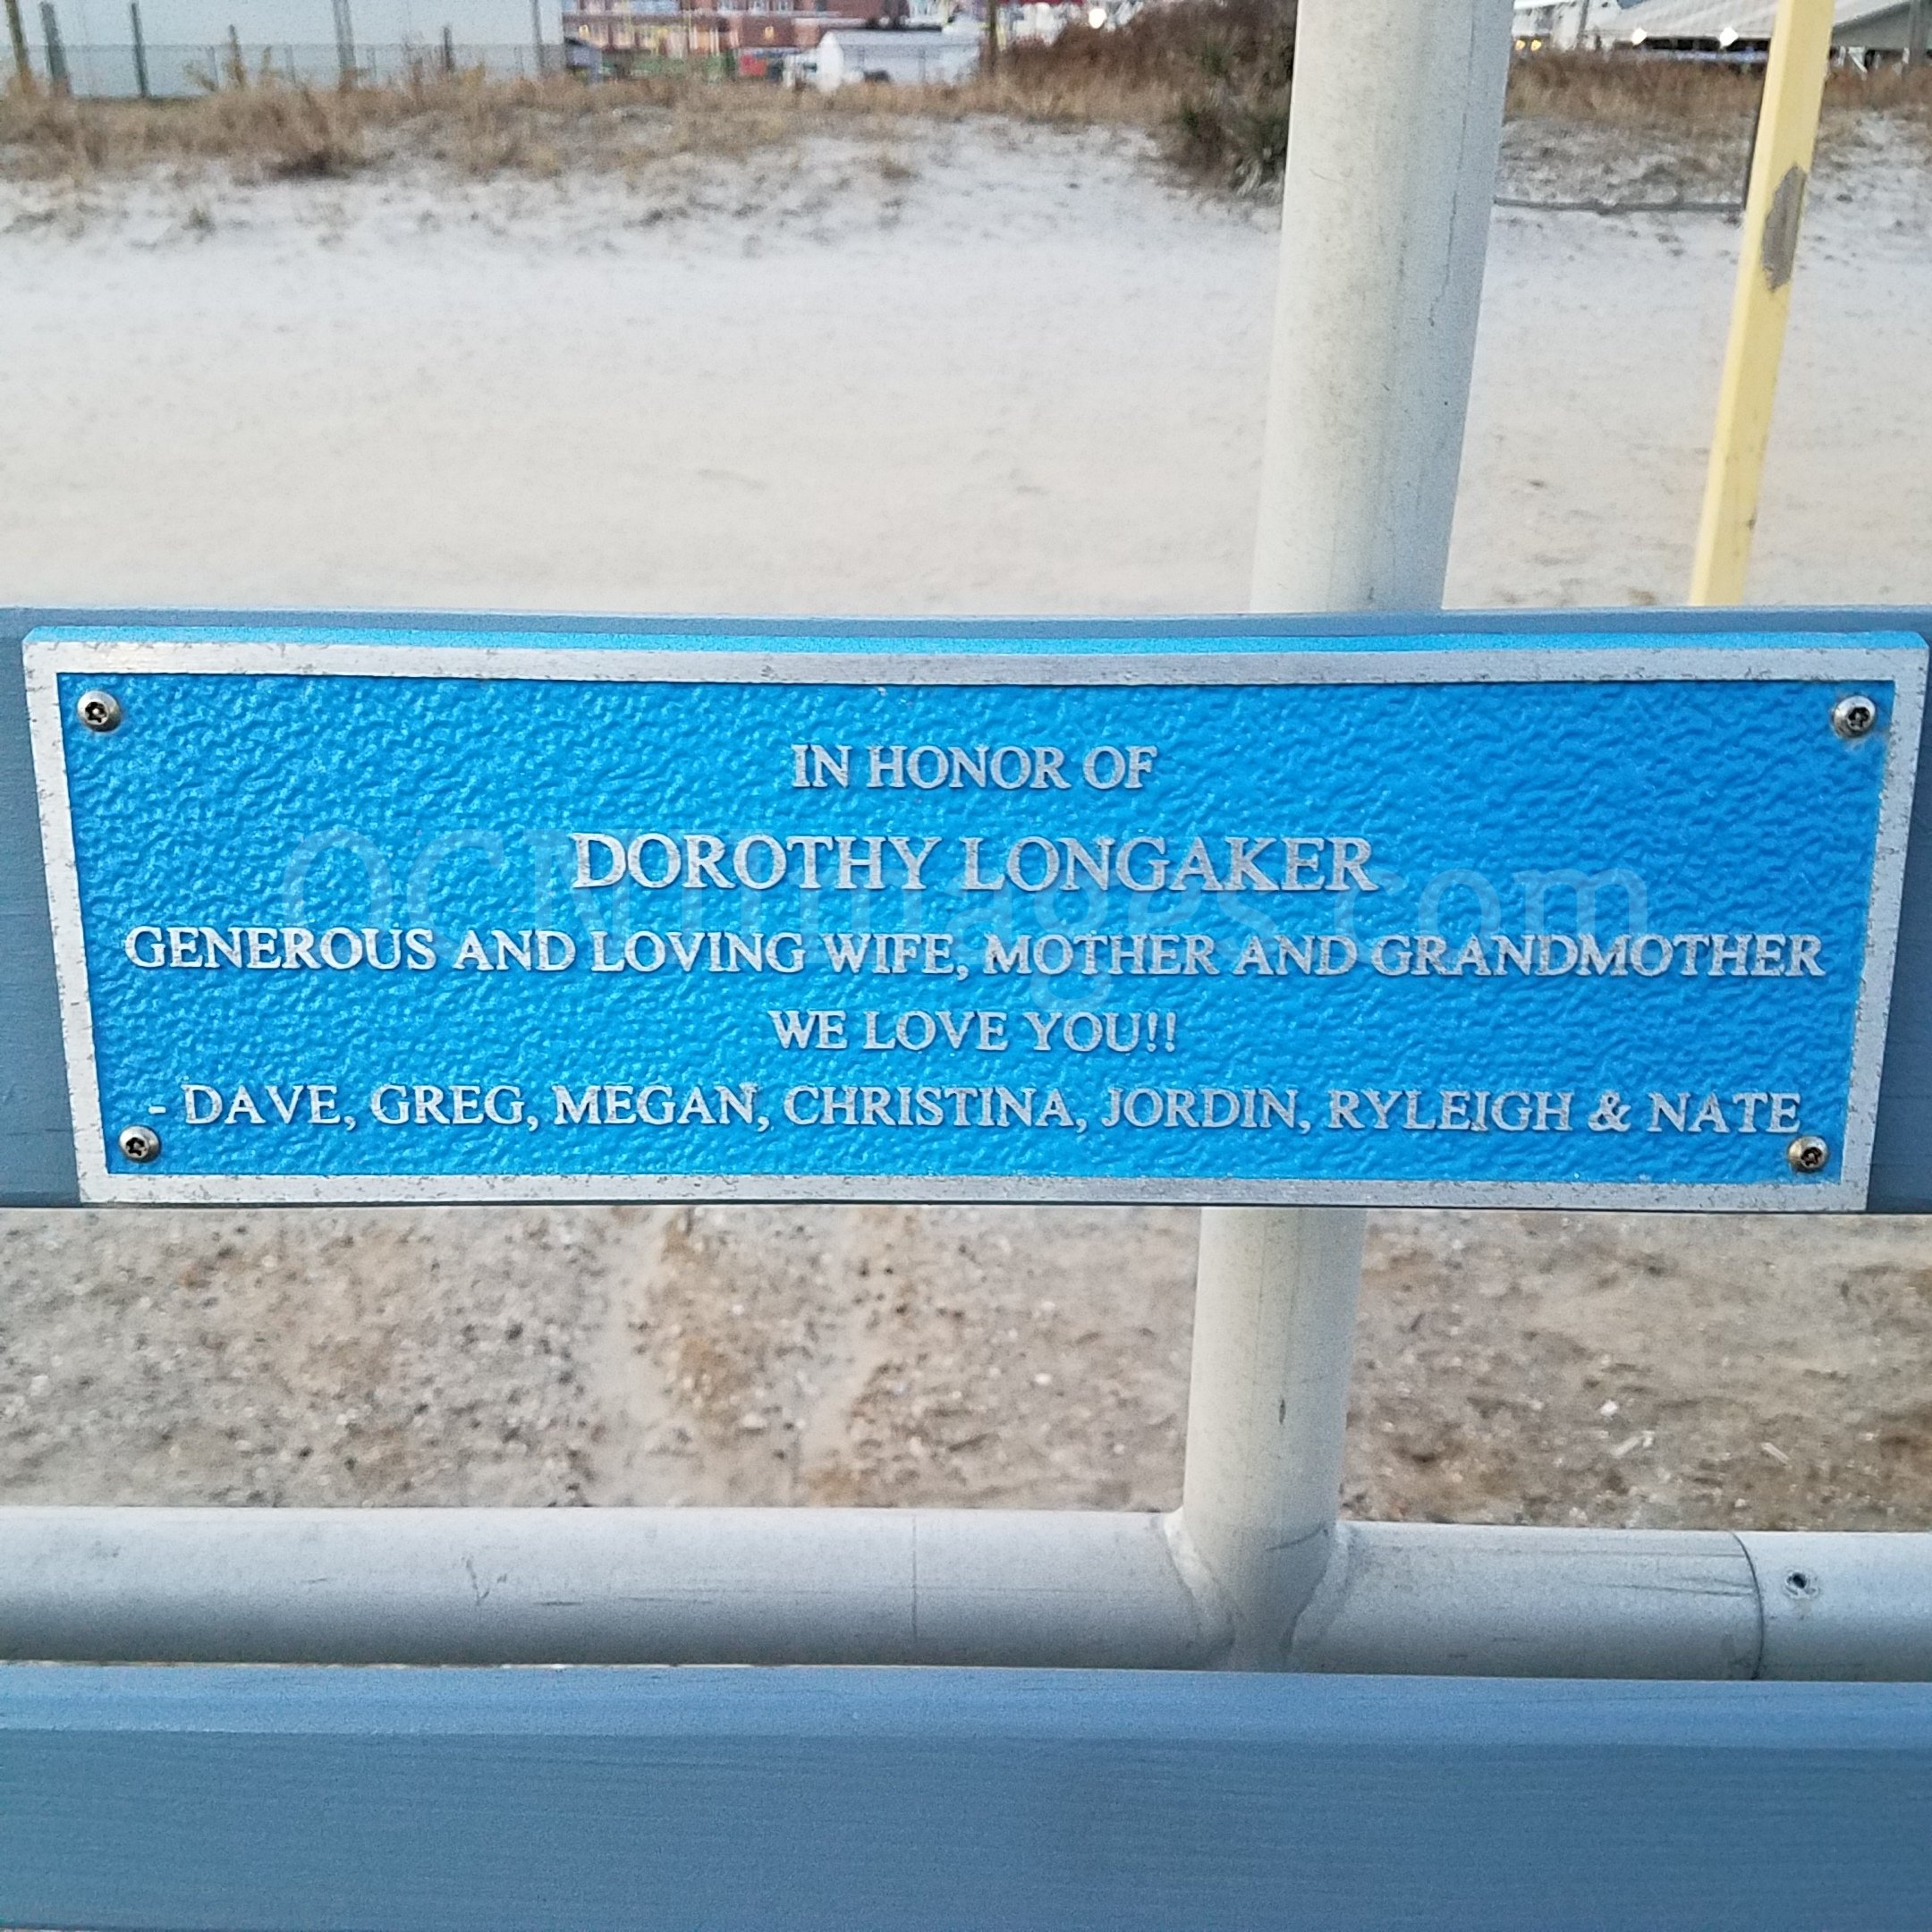 IN HONOR OF
DOROTHY LONGAKER
GENEROUS AND LOVING WIFE, MOTHER AND GRANDMOTHER
WE LOVE YOU!!
- DAVE, GREG, MEGAN, CHRISTINA, JORDIN, RYLEIGH & NATE